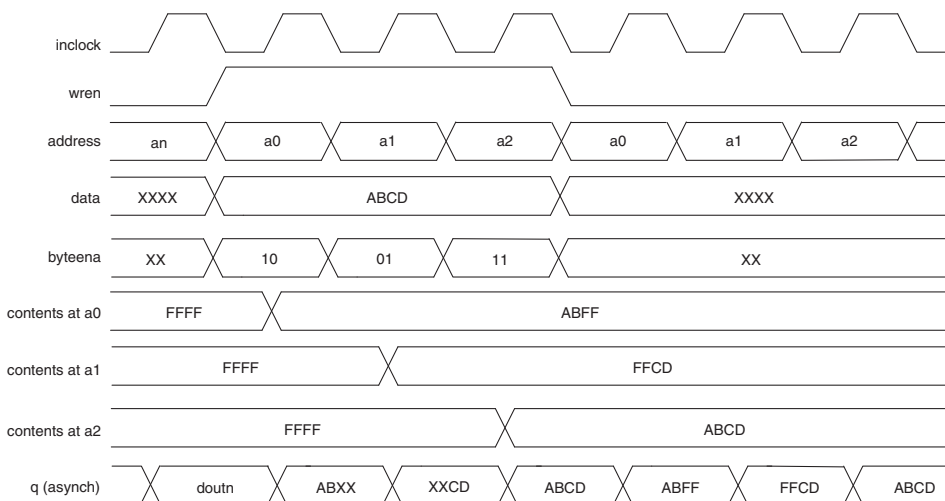 inclock
wren
address an a0 a1 a2 a0 a1 a2
data XXXX ABCD XXXX
byteena XX 10 01 11 XX
contents at a0 FFFF ABFF
contents at a1 FFFF FFCD
contents at a2 FFFF ABCD
q (asynch) doutn ABXX XXCD ABCD ABFF FFCD ABCD